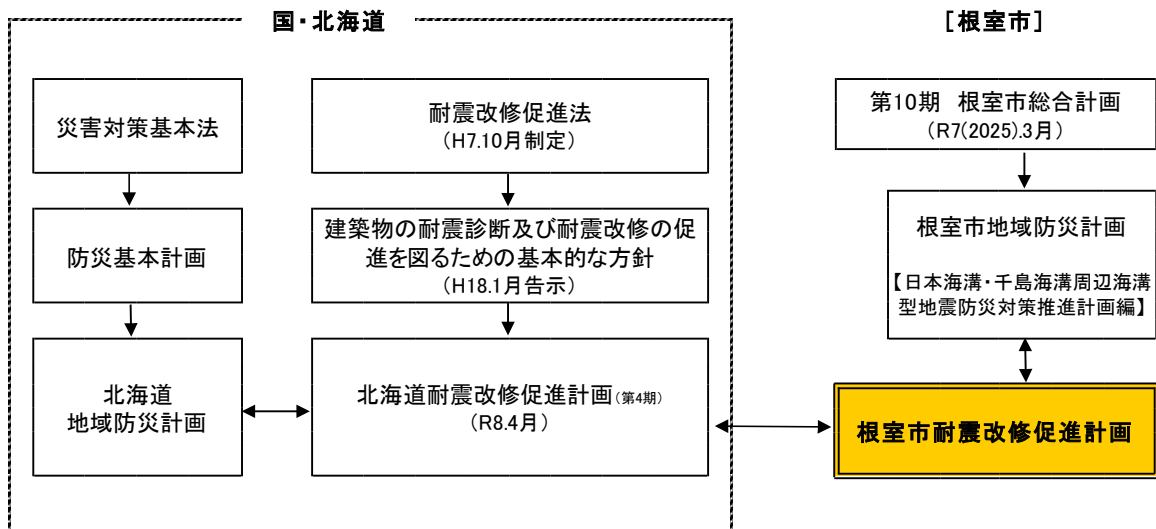 国・北海道
災害対策基本法
防災基本計画
北海道
地域防災計画
耐震改修促進法
(H7.10月制定)
建築物の耐震診断及び耐震改修の促
進を図るための基本的な方針
(H18.1月告示)
北海道耐震改修促進計画(第4期)
(R8.4月)
[根室市]
第10期 根室市総合計画
(R7(2025).3月)
根室市地域防災計画
【日本海溝・千島海溝周辺海溝
型地震防災対策推進計画編】
根室市耐震改修促進計画